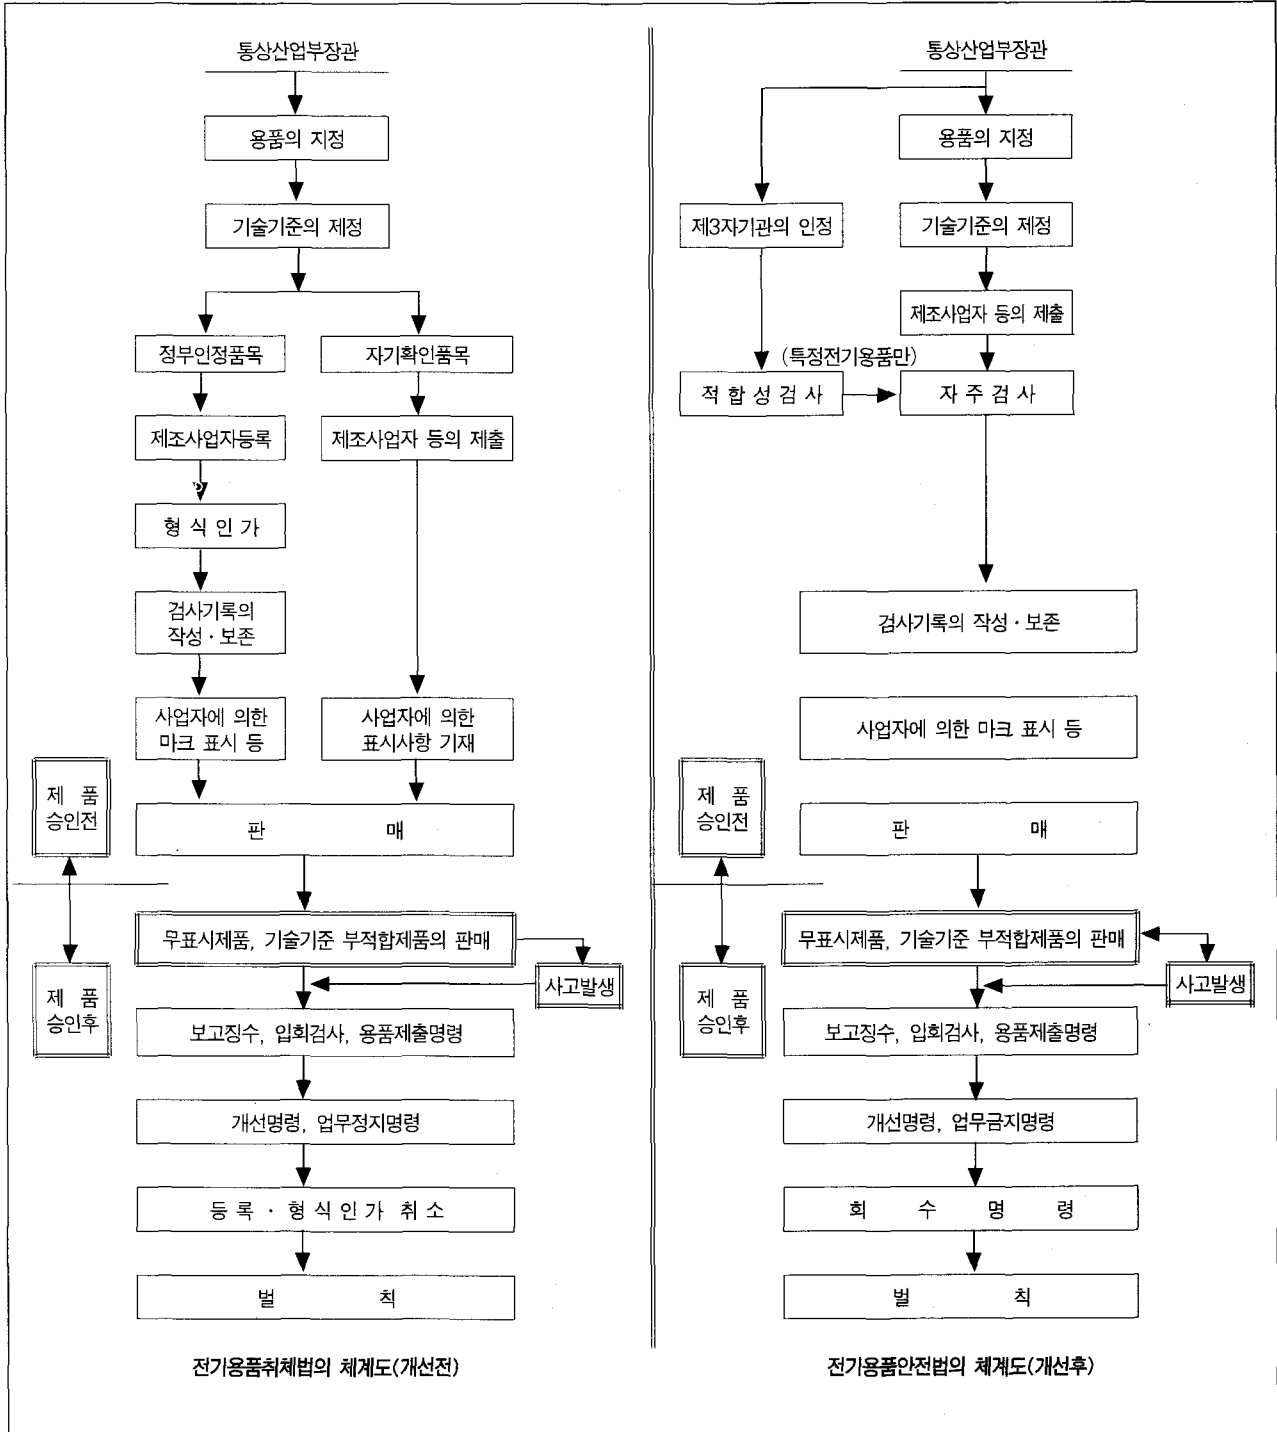 통상산업부장관
용품의 지정
기술기준의 제정
정부인정품목
자기확인품목
제조사업자등록
제조사업자 등의 제출
형 식 인 가
검사기록의
작성 · 보존
사업자에 의한
마크 표시 등
사업자에 의한
표시사항 기재
제 품
승인전
판 매
무표시제품, 기술기준 부적합제품의 판매
사고발생
제 품
승인후
보고징수, 입회검사, 용품제출명령
개선명령, 업무정지명령
등록 · 형식인가 취소
벌 칙
전기용품취체법의 체계도(개선전)
통상산업부장관
용품의 지정
제3자기관의 인정
기술기준의 제정
제조사업자 등의 제출
(특정전기용품만)
적 합 성 검 사
자 주 검 사
검사기록의 작성 · 보존
사업자에 의한 마크 표시 등
제 품
승인전
판 매
무표시제품, 기술기준 부적합제품의 판매
사고발생
제 품
승인후
보고징수, 입회검사, 용품제출명령
개선명령, 업무금지명령
회 수 명 령
벌 칙
전기용품안전법의 체계도(개선후)